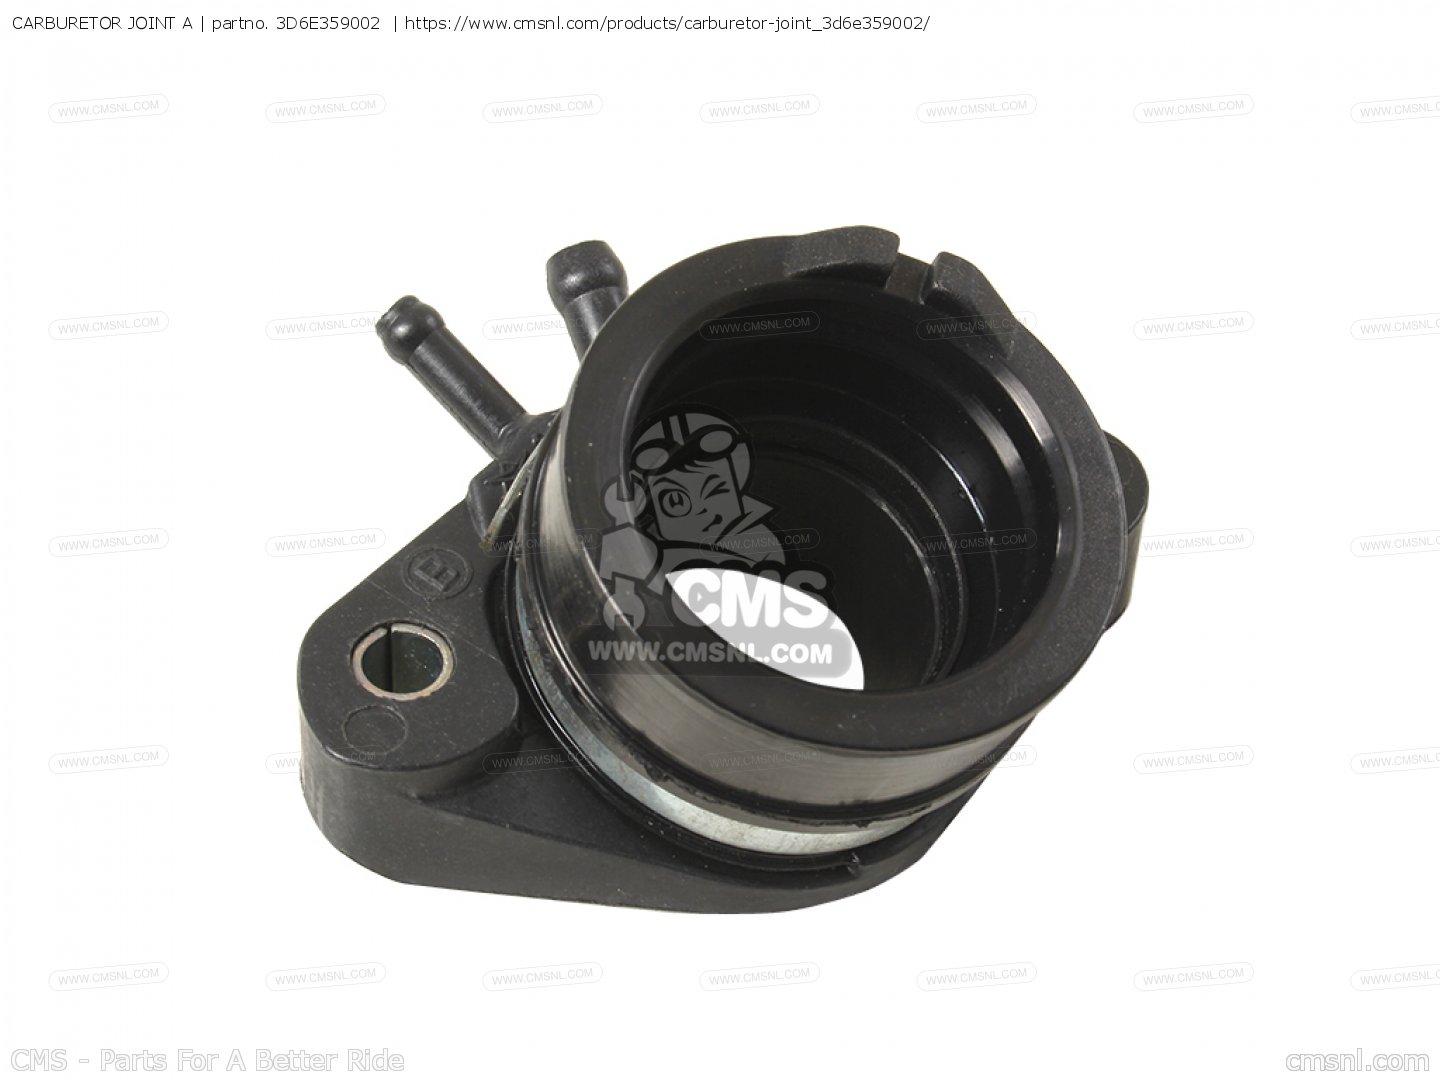 CARBURETOR JOINT A | partno. 3D6E359002 | https://www.cmsnl.com/products/carburetor-joint_3d6e359002/
WWW.CMSNL.COM WWW.CMSNL.COM WWW.CMSNL.COM WWW.CMSNL.COM WWW.CMSNL.COM WWW.CMSNL.COM WWW.CMSNL.COM
WWW.CMSNL.COM WWW.CMSNL.COM WWW.CMSNL.COM WWW.CMSNL.COM WWW.CMSNL.COM WWW.CMSNL.COM WWW.CMSNL.COM
WWW.CMSNL.COM WWW.CMSNL.COM WWW.CMSNL.COM WWW.CMSNL.COM WWW.CMSNL.COM WWW.CMSNL.COM WWW.CMSNL.COM
E
CMS
WWW.CMSNL.COM
WWW.CMSNL.COM WWW.CMSNL.COM WWW.CMSNL.COM WWW.CMSNL.COM WWW.CMSNL.COM WWW.CMSNL.COM WWW.CMSNL.COM
WWW.CMSNL.COM WWW.CMSNL.COM WWW.CMSNL.COM WWW.CMSNL.COM WWW.CMSNL.COM WWW.CMSNL.COM WWW.CMSNL.COM
CMS - Parts For A Better Ride
cmsnl.com/